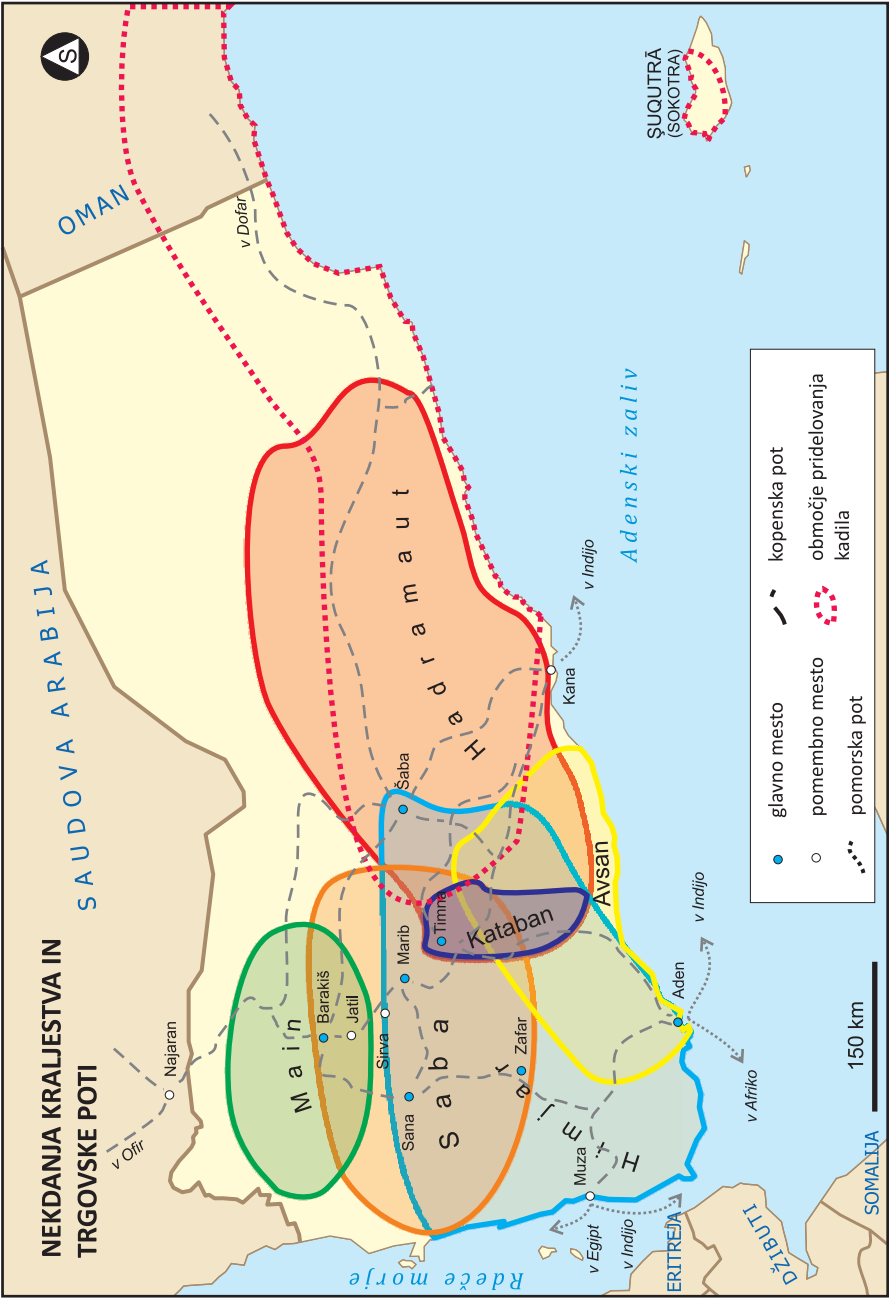 NEKDANJA KRALJESTVA IN
TRGOVSKE POTI
S
SAUDOVA ARABIJA
OMAN
v Dofar
ŞUQUTRĀ
(SOKOTRA)
v Ofir
Najaran
Main
Barakiš
Jatil
Sirva
Marib
Sana
Saba
Šaba
Timna
Kataban
Hadramaut
Zafar
Himjar
Avsan
Kana
v Indijo
Adenski zaliv
Muza
Aden
v Indijo
v Afriko
v Egipt
v Indijo
Rdeče morje
ERITREJA
DŽIBUTI
SOMALIJA
150 km
glavno mesto
pomembno mesto
pomorska pot
kopenska pot
območje pridelovanja
kadila